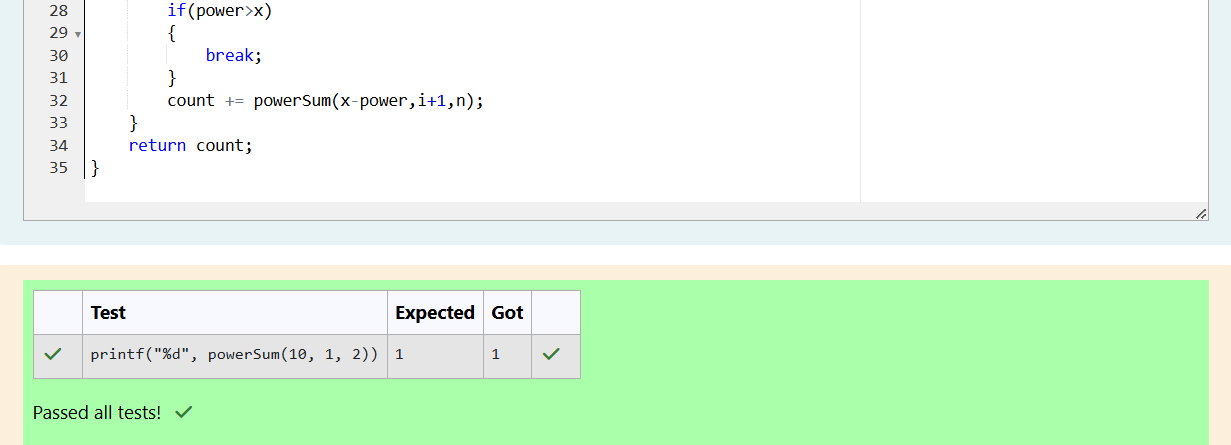 28 if(power>x)
29 {
30 break;
31 }
32 count += powerSum(x-power,i+1,n);
33 }
34 return count;
35 }
Test Expected Got
printf("%d", powerSum(10, 1, 2)) 1 1
Passed all tests!